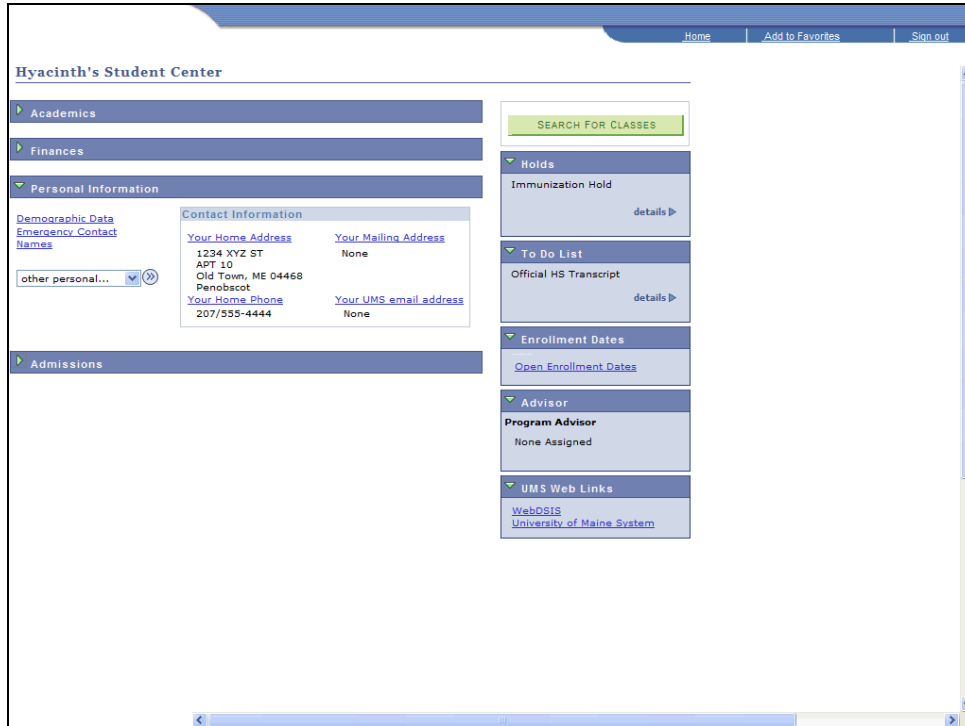 Home Add to Favorites Sign out
Hyacinth's Student Center
Academics
Finances
Personal Information
Demographic Data
Emergency Contact
Names
other personal...
Contact Information
Your Home Address Your Mailing Address
1234 XYZ ST None
APT 10
Old Town, ME 04468
Penobscot
Your Home Phone Your UMS email address
207/555-4444 None
Admissions
SEARCH FOR CLASSES
Holds
Immunization Hold
details
To Do List
Official HS Transcript
details
Enrollment Dates
Open Enrollment Dates
Advisor
Program Advisor
None Assigned
UMS Web Links
WebDSIS
University of Maine System